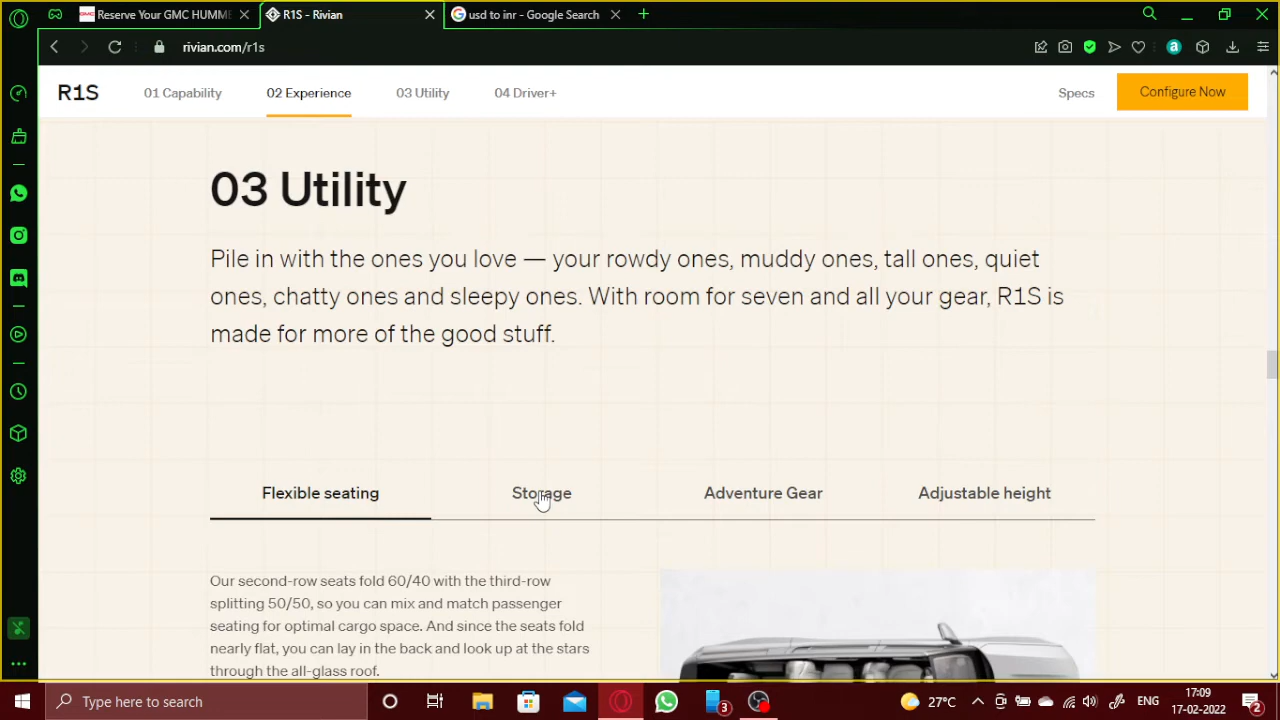 Reserve Your GMC HUMME
R1S - Rivian
usd to inr - Google Search
rivian.com/r1s
R1S
01 Capability
02 Experience
03 Utility
04 Driver+
Specs
Configure Now
03 Utility
Pile in with the ones you love — your rowdy ones, muddy ones, tall ones, quiet
ones, chatty ones and sleepy ones. With room for seven and all your gear, R1S is
made for more of the good stuff.
Flexible seating
Storage
Adventure Gear
Adjustable height
Our second-row seats fold 60/40 with the third-row
splitting 50/50, so you can mix and match passenger
seating for optimal cargo space. And since the seats fold
nearly flat, you can lay in the back and look up at the stars
through the all-glass roof.
Type here to search
3
27°C
ENG
17:09
17-02-2022
2